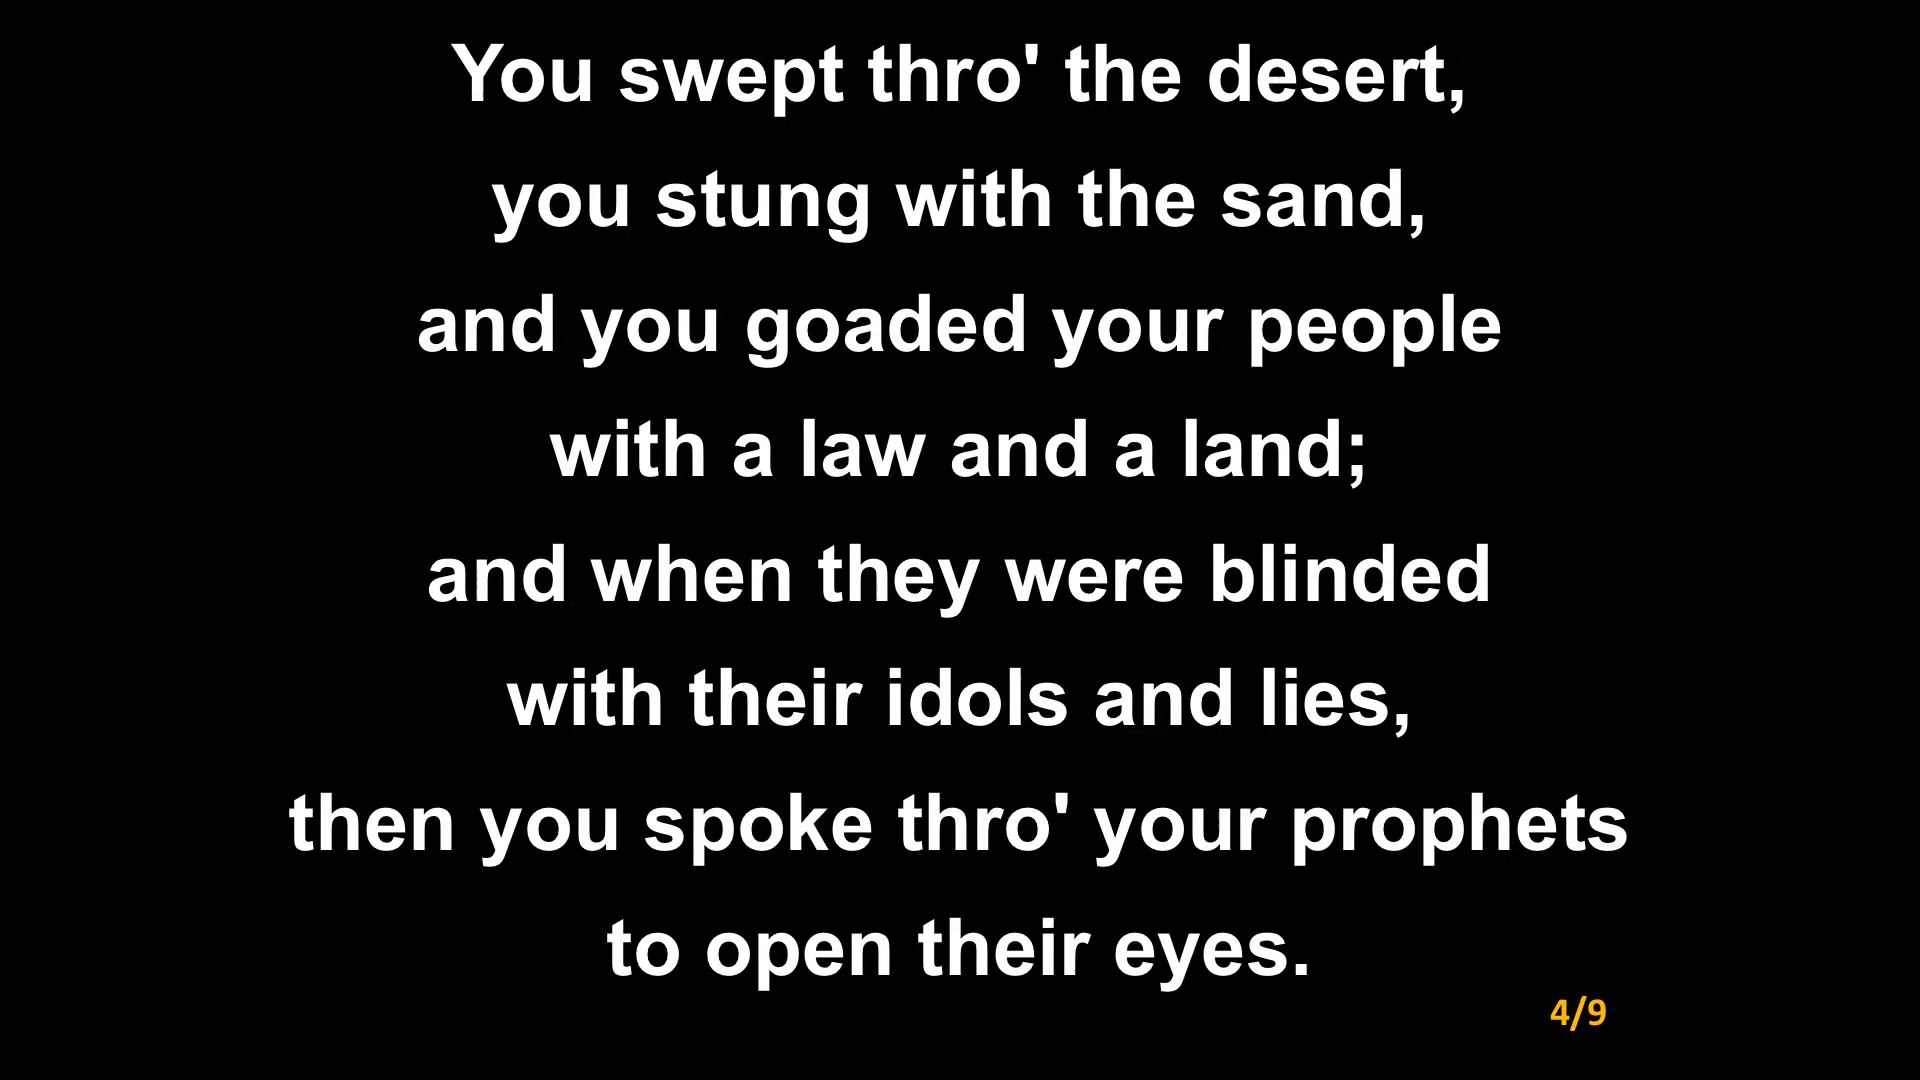 You swept thro' the desert,
you stung with the sand,
and you goaded your people
with a law and a land;
and when they were blinded
with their idols and lies,
then you spoke thro' your prophets
to open their eyes.
4/9